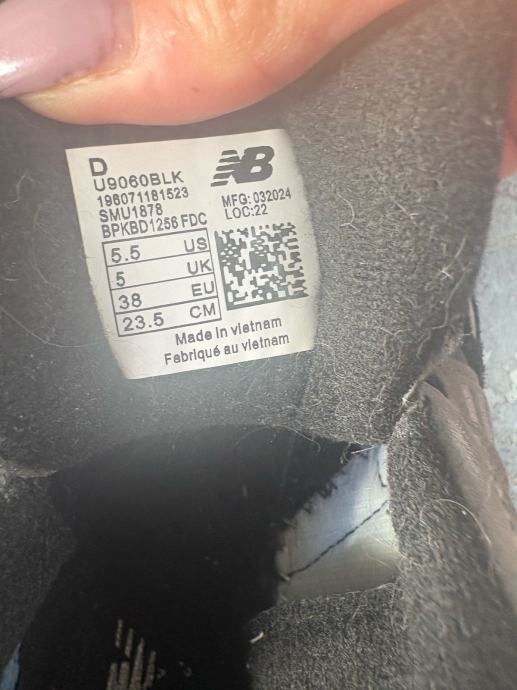 D
U9060BLK
196071181523
SMU1878
BPKBD1256 FDC
NB
MFG: 032024
LOC:22
5.5 US
5 UK
38 EU
23.5 CM
Made in vietnam
Fabriqué au vietnam